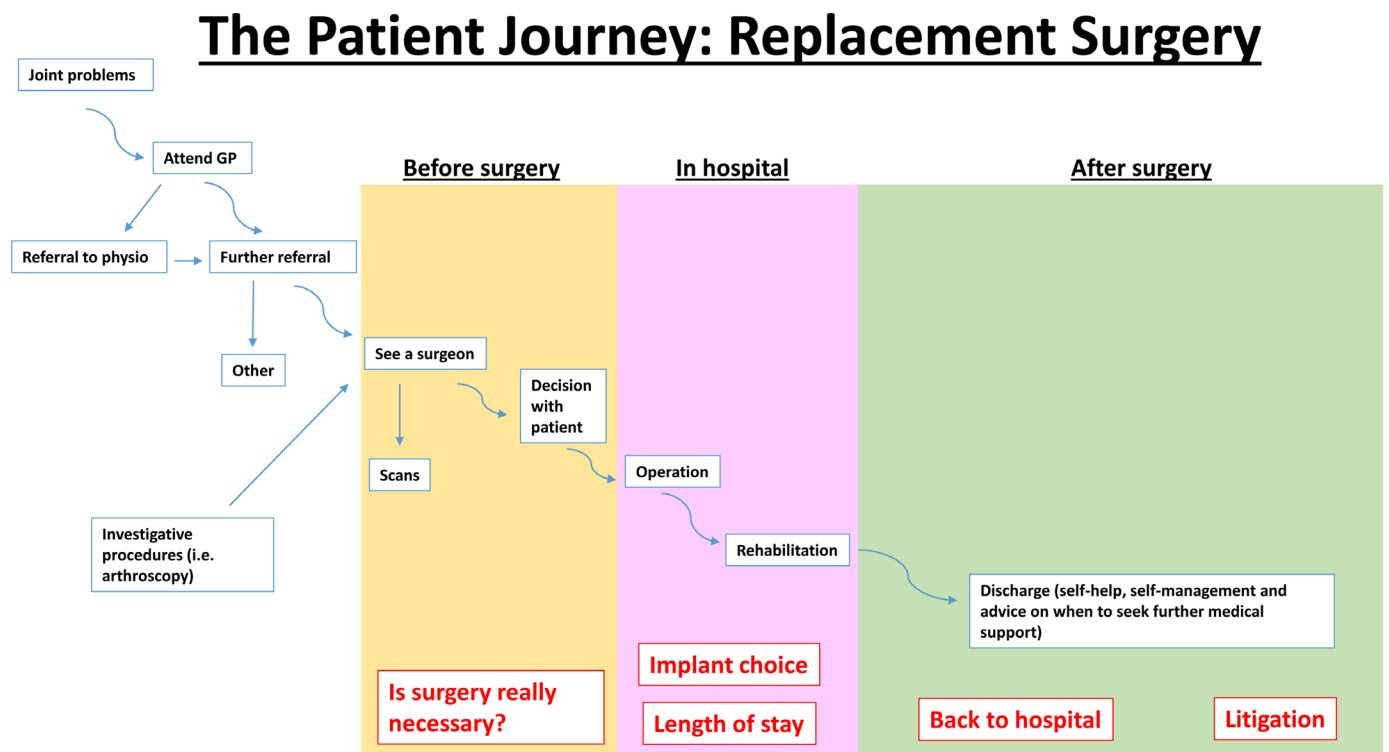 The Patient Journey: Replacement Surgery
Joint problems
Attend GP
Referral to physio
Further referral
Other
Investigative
procedures (i.e.
arthroscopy)
Before surgery
See a surgeon
Decision
with
patient
Scans
Is surgery really
necessary?
In hospital
Operation
Rehabilitation
Implant choice
Length of stay
After surgery
Discharge (self-help, self-management and
advice on when to seek further medical
support)
Back to hospital
Litigation